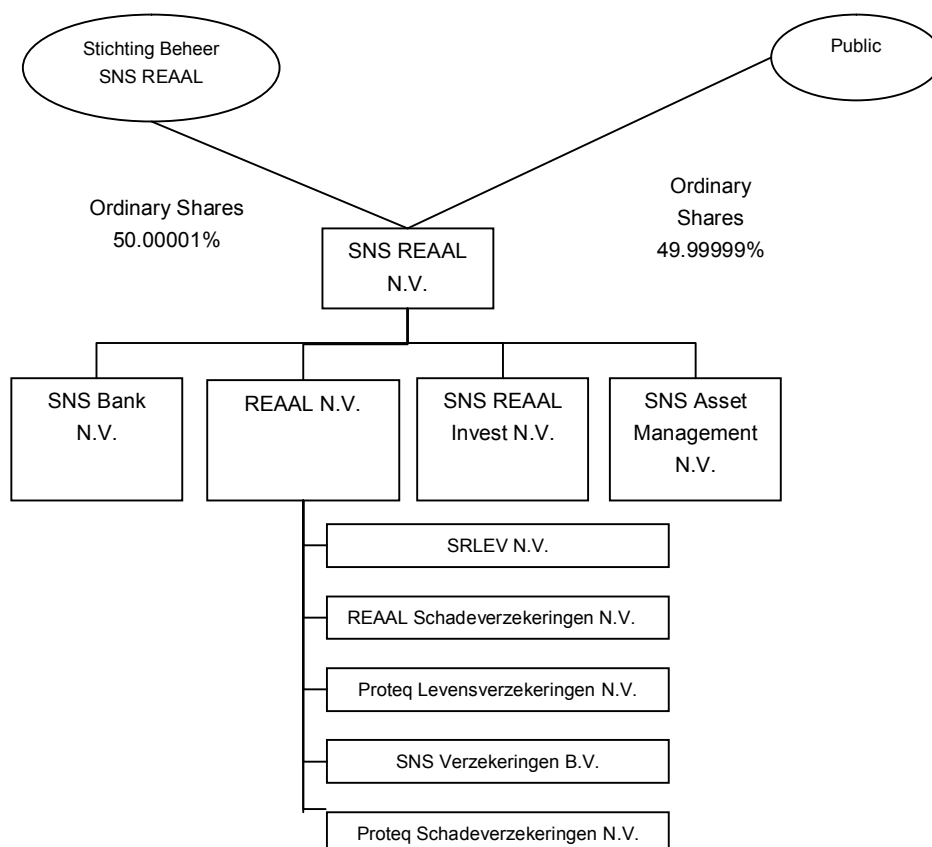 Stichting Beheer
SNS REAAL
Public
Ordinary Shares
50.00001%
Ordinary
Shares
49.99999%
SNS REAAL
N.V.
SNS Bank
N.V.
REAAL N.V.
SNS REAAL
Invest N.V.
SNS Asset
Management
N.V.
SRLEV N.V.
REAAL Schadeverzekeringen N.V.
Proteq Levensverzekeringen N.V.
SNS Verzekeringen B.V.
Proteq Schadeverzekeringen N.V.